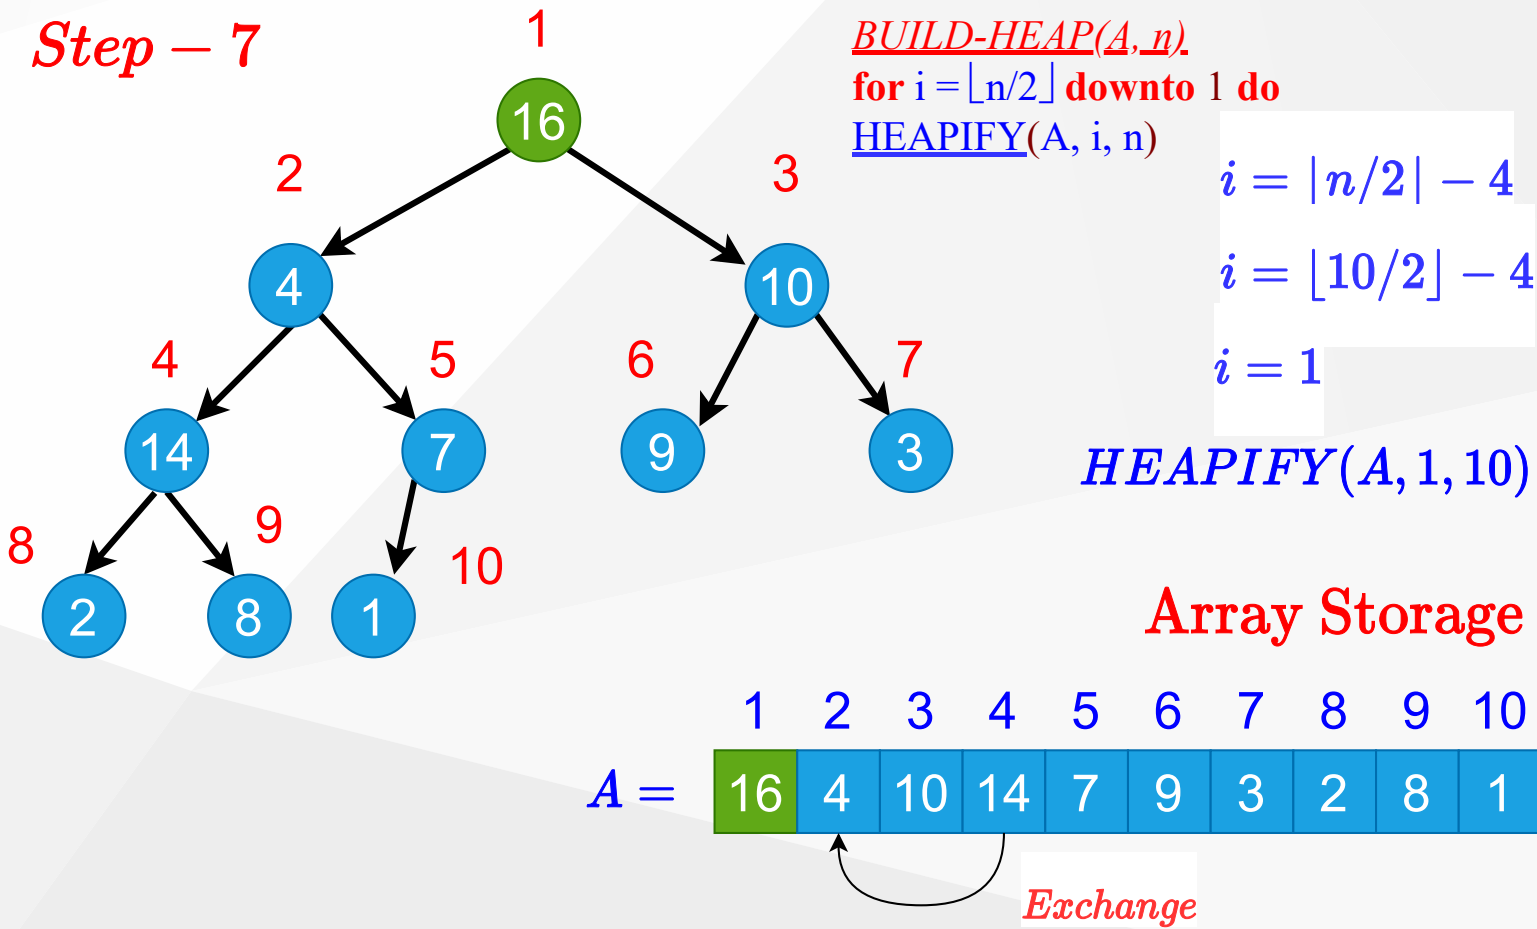 Step − 7
BUILD-HEAP(A, n)
for i = ⌊n/2⌋ downto 1 do
HEAPIFY(A, i, n)
i = |n/2| − 4
i = ⌊10/2⌋ − 4
i = 1
HEAPIFY(A, 1, 10)
1
16
2 3
4 10
4 5 6 7
14 7 9 3
8 9 10
2 8 1
Array Storage
1 2 3 4 5 6 7 8 9 10
A = 16 4 10 14 7 9 3 2 8 1
Exchange